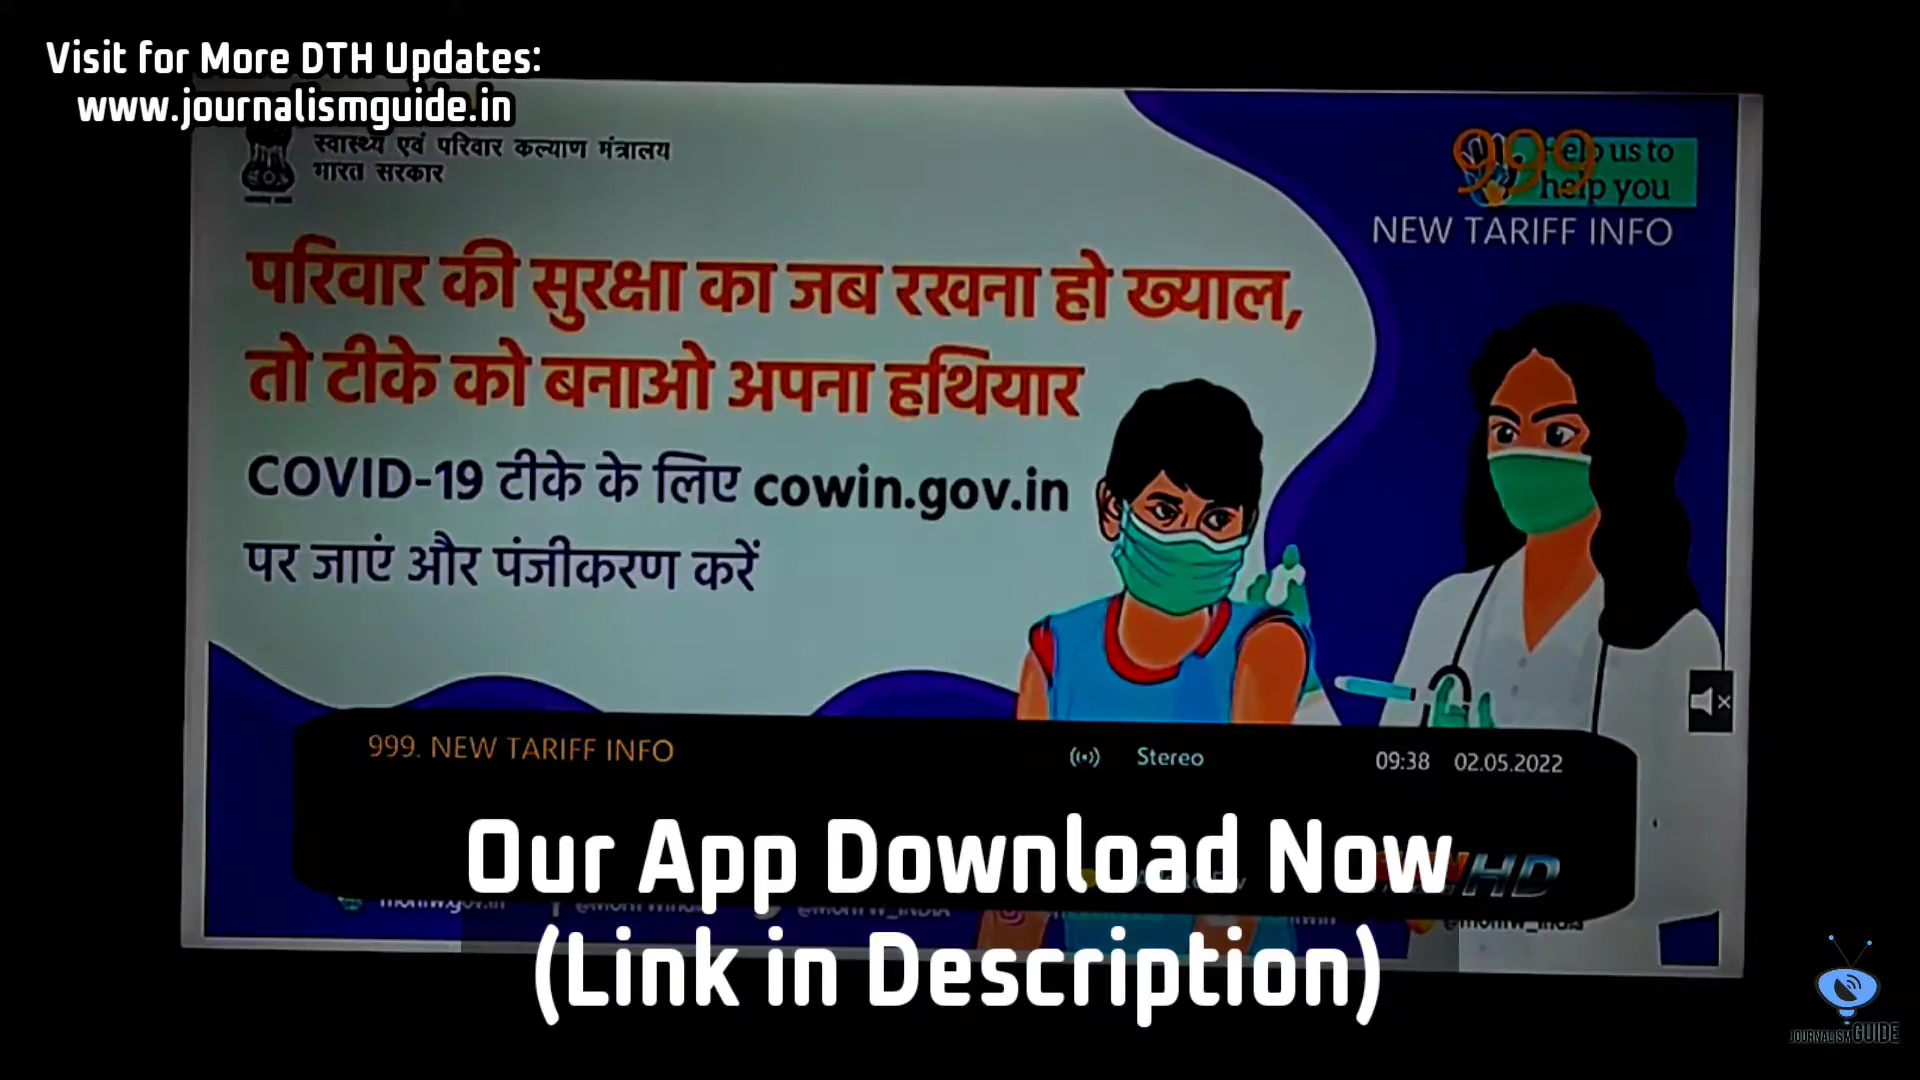 Visit for More DTH Updates:
www.journalismguide.in
स्वास्थ्य एवं परिवार कल्याण मंत्रालय
भारत सरकार
999
Help us to
help you
NEW TARIFF INFO
परिवार की सुरक्षा का जब रखना हो ख्याल,
तो टीके को बनाओ अपना हथियार
COVID-19 टीके के लिए cowin.gov.in
पर जाएं और पंजीकरण करें
999. NEW TARIFF INFO
Stereo
09:38 02.05.2022
Our App Download Now
HD
(Link in Description)
JOURNALISMGUIDE